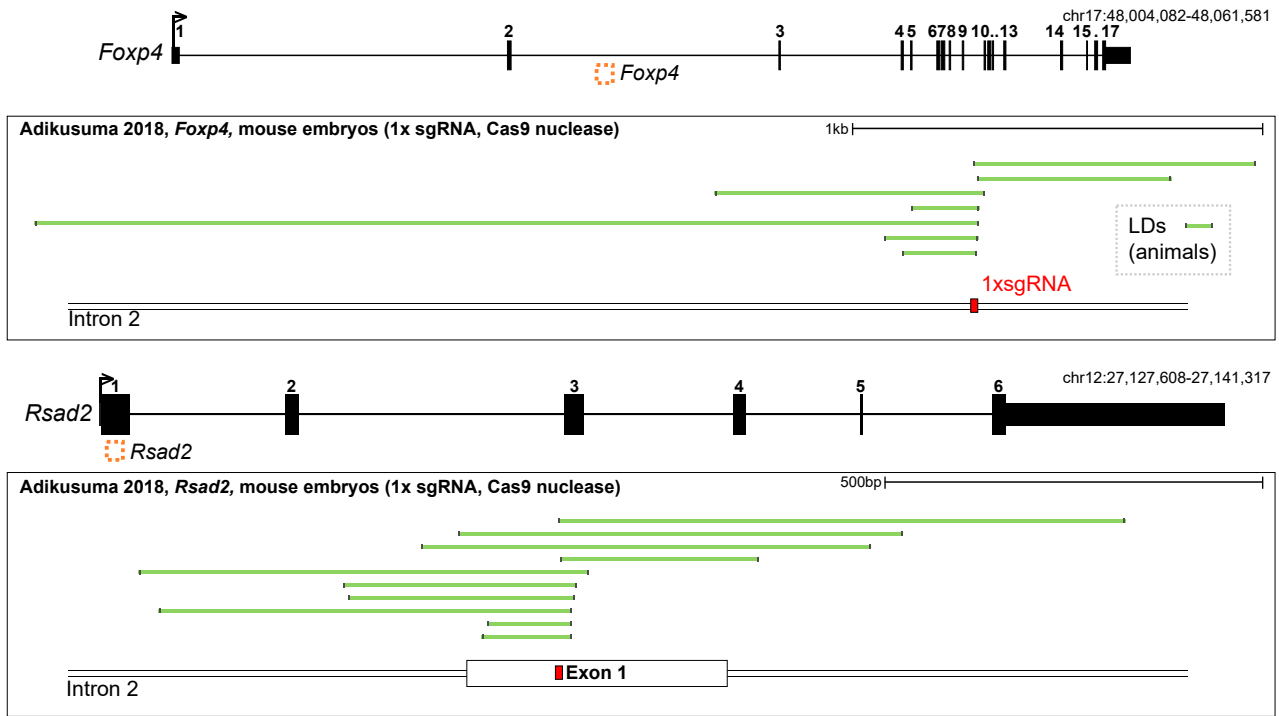 chr17:48,004,082-48,061,581
1 2 3 4 5 6 7 8 9 10..13 14 15 . 17
Foxp4
Foxp4
Adikusuma 2018, Foxp4, mouse embryos (1x sgRNA, Cas9 nuclease)
1kb
LDs
(animals)
1xsgRNA
Intron 2
chr12:27,127,608-27,141,317
1 2 3 4 5 6
Rsad2
Rsad2
Adikusuma 2018, Rsad2, mouse embryos (1x sgRNA, Cas9 nuclease)
500bp
Exon 1
Intron 2